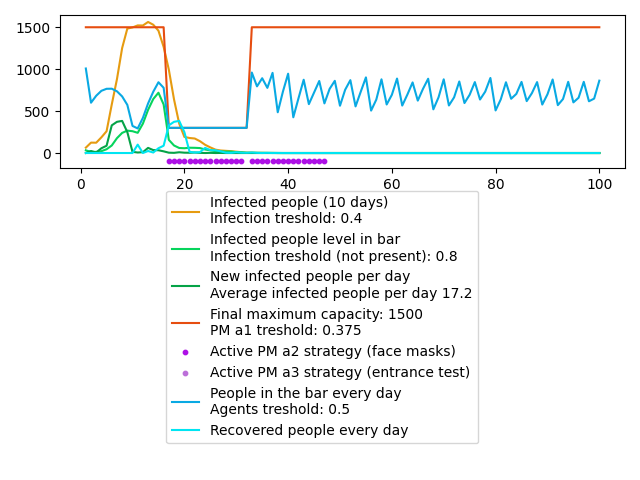 1500
1000
500
0
0 20 40 60 80 100
Infected people (10 days)
Infection treshold: 0.4
Infected people level in bar
Infection treshold (not present): 0.8
New infected people per day
Average infected people per day 17.2
Final maximum capacity: 1500
PM a1 treshold: 0.375
Active PM a2 strategy (face masks)
Active PM a3 strategy (entrance test)
People in the bar every day
Agents treshold: 0.5
Recovered people every day